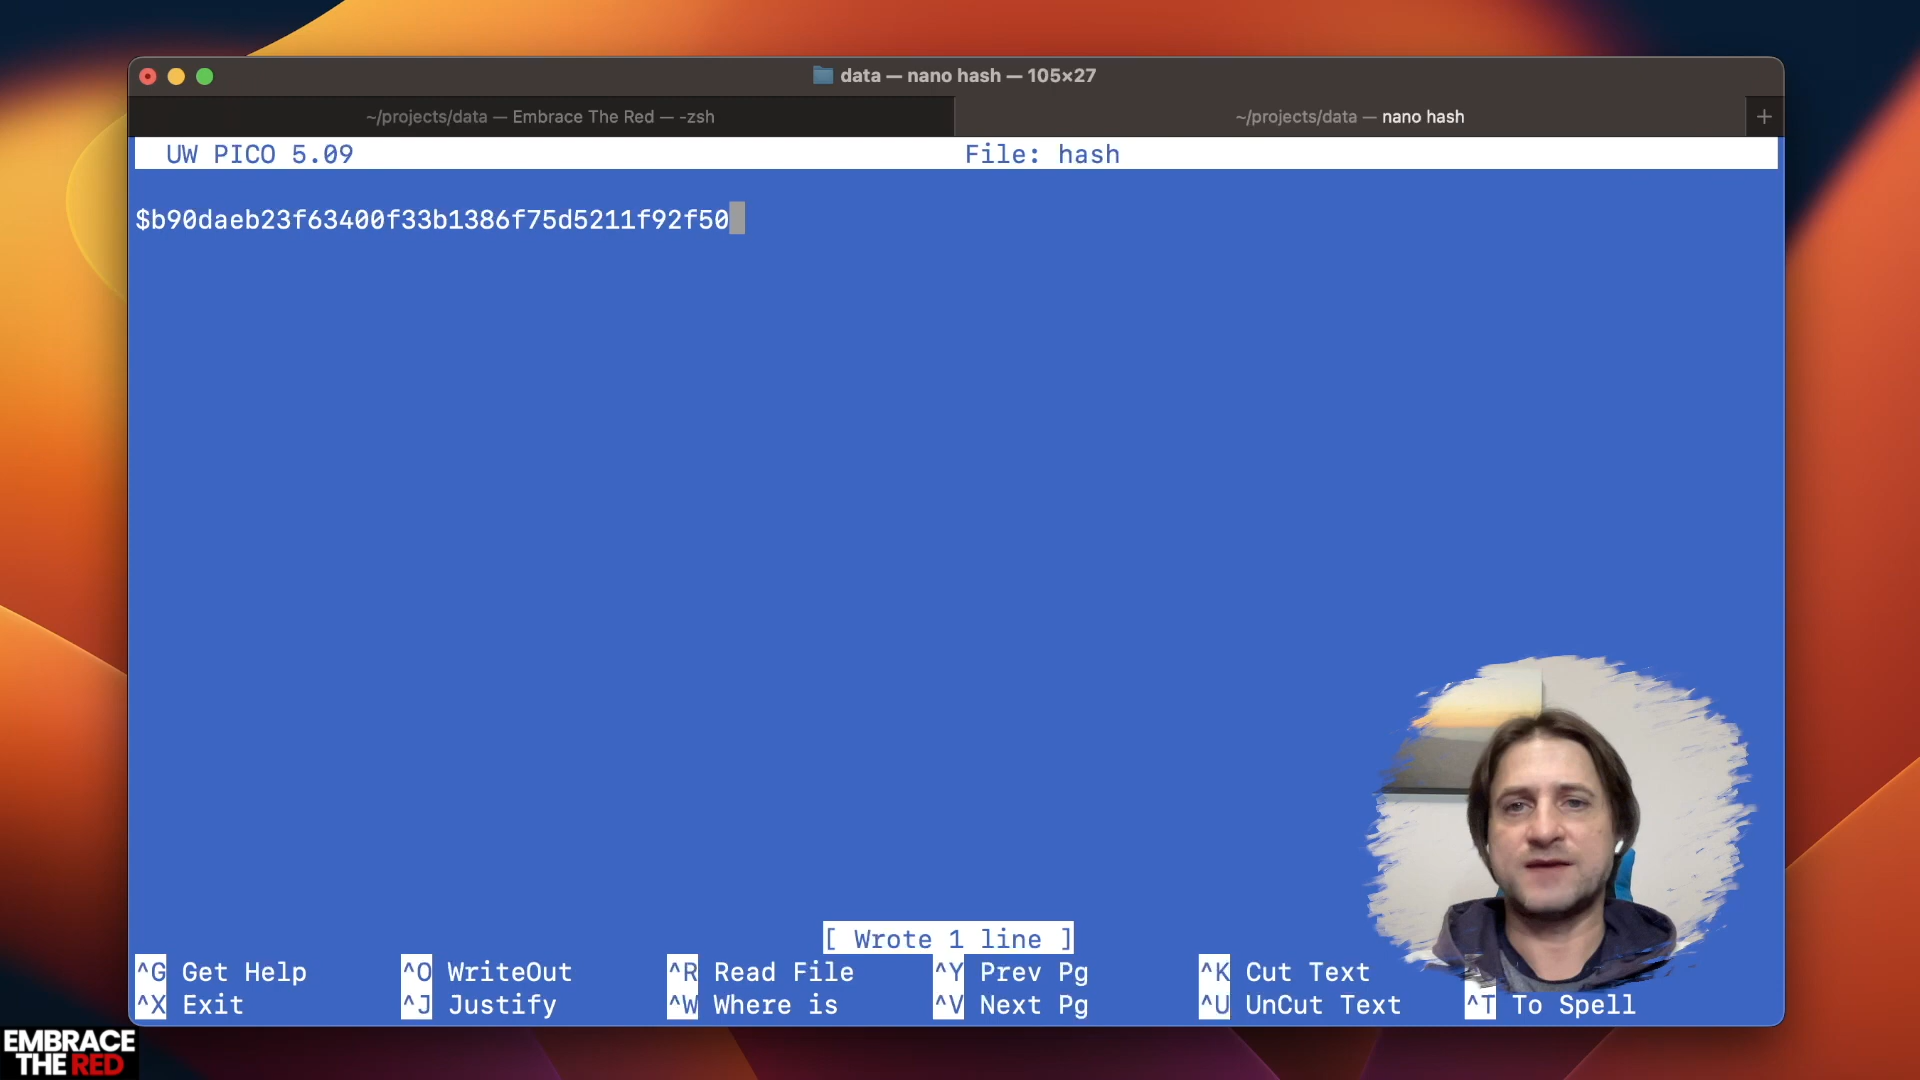 data — nano hash — 105×27
~/projects/data — Embrace The Red — -zsh
~/projects/data — nano hash
+
UW PICO 5.09 File: hash
$b90daeb23f63400f33b1386f75d5211f92f50
[ Wrote 1 line ]
^G Get Help ^O WriteOut ^R Read File ^Y Prev Pg ^K Cut Text
^X Exit ^J Justify ^W Where is ^V Next Pg ^U UnCut Text ^T To Spell
EMBRACE
THE RED